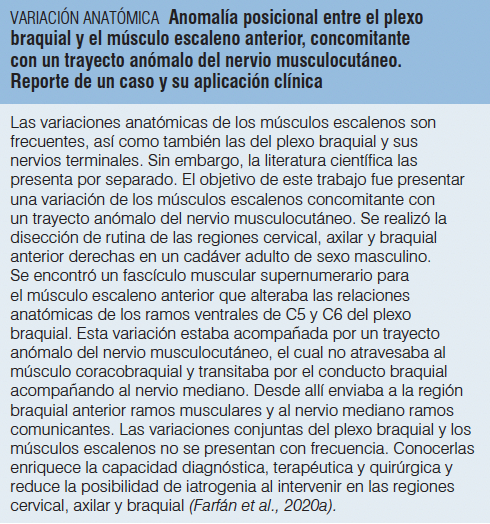 VARIACIÓN ANATÓMICA Anomalía posicional entre el plexo
braquial y el músculo escaleno anterior, concomitante
con un trayecto anómalo del nervio musculocutáneo.
Reporte de un caso y su aplicación clínica
Las variaciones anatómicas de los músculos escalenos son
frecuentes, así como también las del plexo braquial y sus
nervios terminales. Sin embargo, la literatura científica las
presenta por separado. El objetivo de este trabajo fue presentar
una variación de los músculos escalenos concomitante con
un trayecto anómalo del nervio musculocutáneo. Se realizó la
disección de rutina de las regiones cervical, axilar y braquial
anterior derechas en un cadáver adulto de sexo masculino.
Se encontró un fascículo muscular supernumerario para
el músculo escaleno anterior que alteraba las relaciones
anatómicas de los ramos ventrales de C5 y C6 del plexo
braquial. Esta variación estaba acompañada por un trayecto
anómalo del nervio musculocutáneo, el cual no atravesaba al
músculo coracobraquial y transitaba por el conducto braquial
acompañando al nervio mediano. Desde allí enviaba a la región
braquial anterior ramos musculares y al nervio mediano ramos
comunicantes. Las variaciones conjuntas del plexo braquial y los
músculos escalenos no se presentan con frecuencia. Conocerlas
enriquece la capacidad diagnóstica, terapéutica y quirúrgica y
reduce la posibilidad de iatrogenia al intervenir en las regiones
cervical, axilar y braquial (Farfán et al., 2020a).